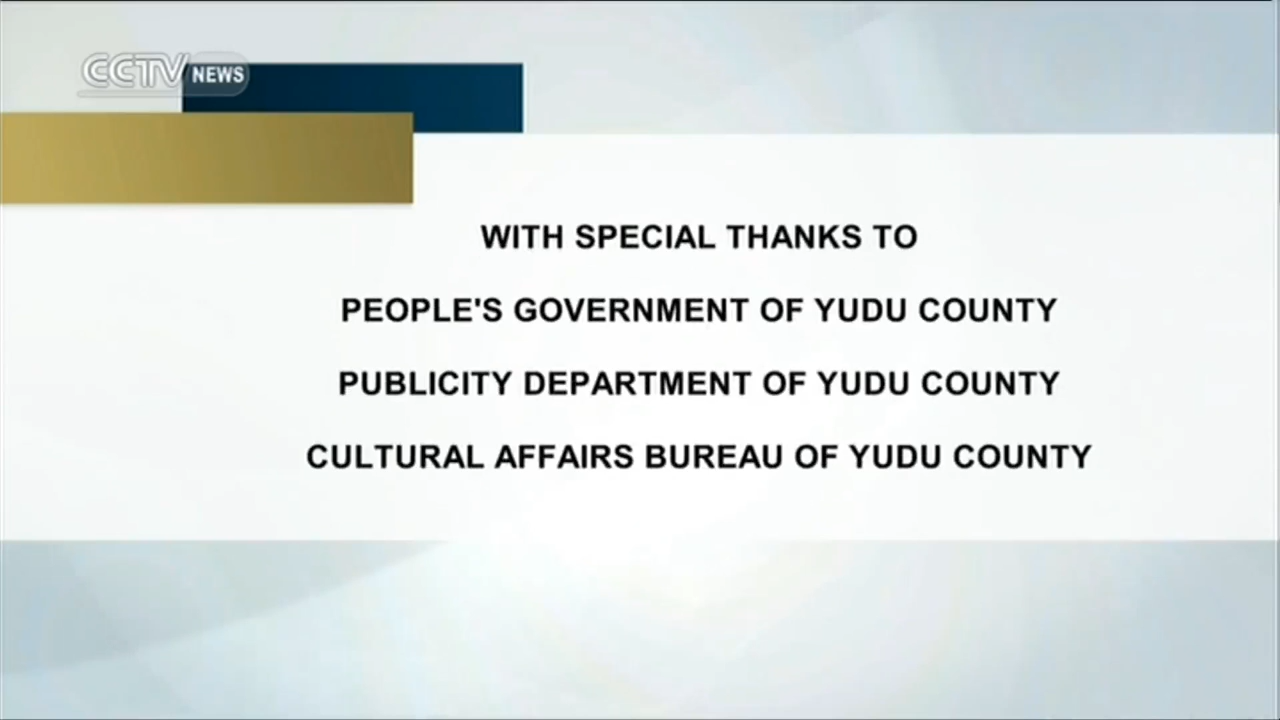 CCTV NEWS
WITH SPECIAL THANKS TO
PEOPLE'S GOVERNMENT OF YUDU COUNTY
PUBLICITY DEPARTMENT OF YUDU COUNTY
CULTURAL AFFAIRS BUREAU OF YUDU COUNTY